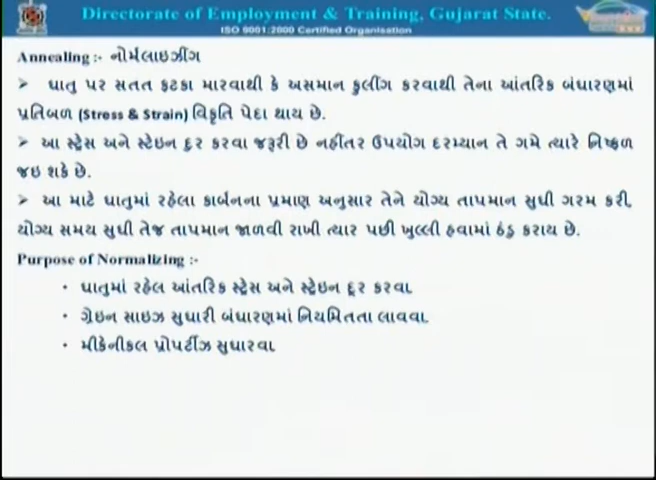 Directorate of Employment & Training, Gujarat State.
ISO 9001:2000 Certified Organisation
Annealing :- નોર્મલાઇઝીંગ
➢ ધાતુ પર સતત ફટકા મારવાથી કે અસમાન કુલીંગ કરવાથી તેના આંતરિક બંધારણમાં
પ્રતિબળ (Stress & Strain) વિકૃતિ પેદા થાય છે.
➢ આ સ્ટ્રેસ અને સ્ટેઇન દુર કરવા જરૂરી છે નહીંતર ઉપયોગ દરમ્યાન તે ગમે ત્યારે નિષ્ફળ
જઇ શકે છે.
➢ આ માટે ધાતુમાં રહેલા કાર્બનના પ્રમાણ અનુસાર તેને યોગ્ય તાપમાન સુધી ગરમ કરી,
યોગ્ય સમય સુધી તેજ તાપમાન જાળવી રાખી ત્યાર પછી ખુલ્લી હવામાં ઠંડુ કરાય છે.
Purpose of Normalizing :-
• ધાતુમાં રહેલ આંતરિક સ્ટ્રેસ અને સ્ટ્રેઇન દૂર કરવા
• ગ્રેઇન સાઇઝ સુધારી બંધારણમાં નિયમિતતા લાવવા
• મીકેનીકલ પ્રોપર્ટીઝ સુધારવા